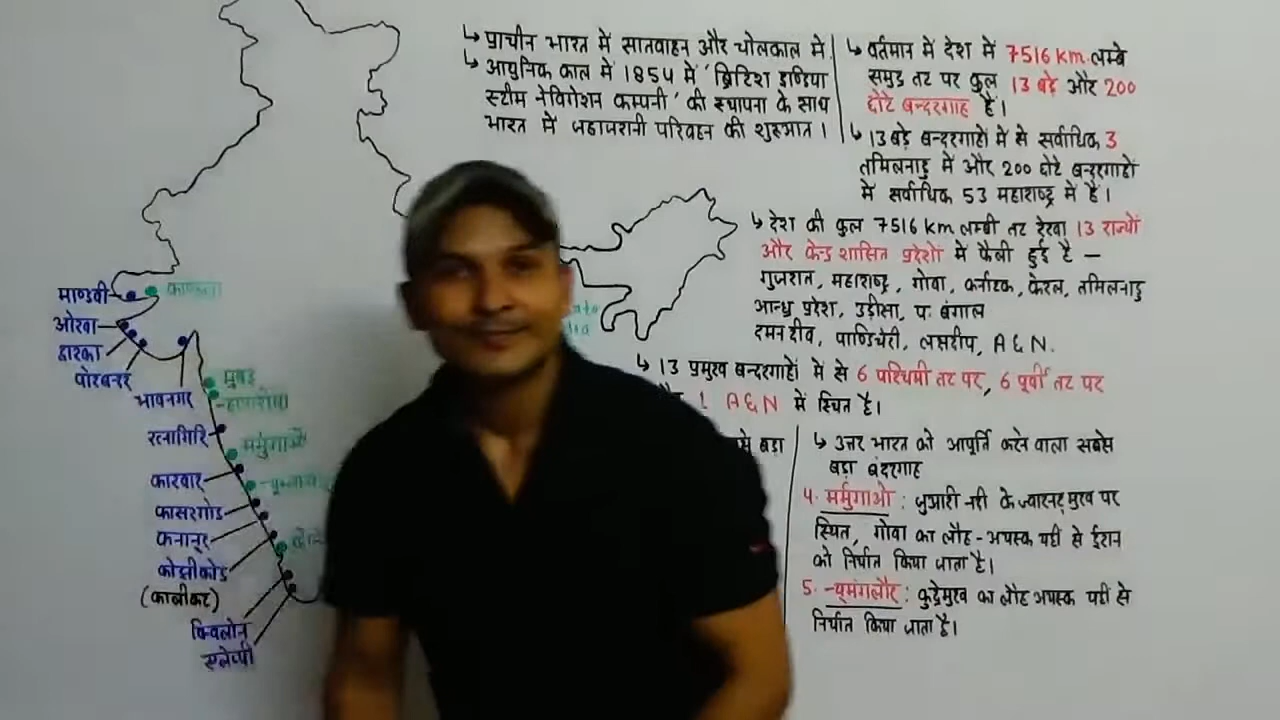 ↳ प्राचीन भारत में सातवाहन और चोलकाल में
↳ आधुनिक काल में 1854 में 'ब्रिटिश इण्डिया
स्टीम नेविगेशन कम्पनी' की स्थापना के साथ
भारत में जहाजरानी परिवहन की शुरुआत ।
↳ वर्तमान में देश में 7516 km. लम्बे
समुद्र तट पर कुल 13 बड़े और 200
छोटे बन्दरगाह हैं।
↳ 13 बड़े बन्दरगाहों में से सर्वाधिक 3
तमिलनाडु में और 200 छोटे बन्दरगाहों
में सर्वाधिक 53 महाराष्ट्र में हैं।
↳ देश की कुल 7516 km लम्बी तट रेखा 13 राज्यों
और केन्द्र शासित प्रदेशों में फैली हुई है –
गुजरात, महाराष्ट्र, गोवा, कर्नाटक, केरल, तमिलनाडु
आन्ध्र प्रदेश, उड़ीसा, प. बंगाल
दमन दीव, पाण्डिचेरी, लक्षदीप, A & N.
↳ 13 प्रमुख बन्दरगाहों में से 6 पश्चिमी तट पर, 6 पूर्वी तट पर
1 A&N में स्थित है।
बड़ा
↳ उत्तर भारत को आपूर्ति करने वाला सबसे
बड़ा बंदरगाह
4. मर्मुगाओ : जुआरी नदी के ज्वारनद मुख पर
स्थित, गोवा का लौह-अयस्क यही से ईरान
को निर्यात किया जाता है।
5. न्यूमंगलौर : कुद्रेमुख का लौह अयस्क यही से
निर्यात किया जाता है।
माण्डवी
काण्डला
ओखा
द्वारका
पोरबन्दर
भावनगर
मुंबई
रत्नागिरि
मर्मुगाओ
कारवार
कासरगोड
कनानूर
कोझीकोड
(कालीकट)
क्विलोन
एलेप्पी